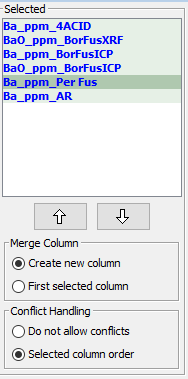 Selected
Ba_ppm_4ACID
BaO_ppm_BorFusXRF
Ba_ppm_BorFusICP
BaO_ppm_BorFusICP
Ba_ppm_Per Fus
Ba_ppm_AR
Merge Column
Create new column
First selected column
Conflict Handling
Do not allow conflicts
Selected column order